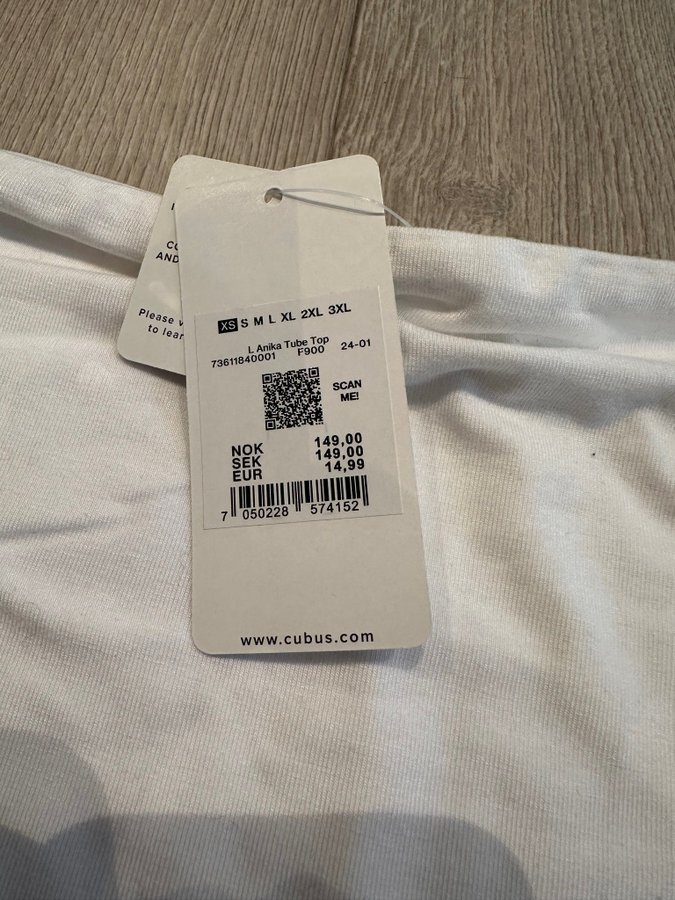 AND
Please
to lear
XS S M L XL 2XL 3XL
L Anika Tube Top
73611840001 F900 24-01
SCAN
ME!
NOK 149,00
SEK 149,00
EUR 14,99
7 050228 574152
www.cubus.com